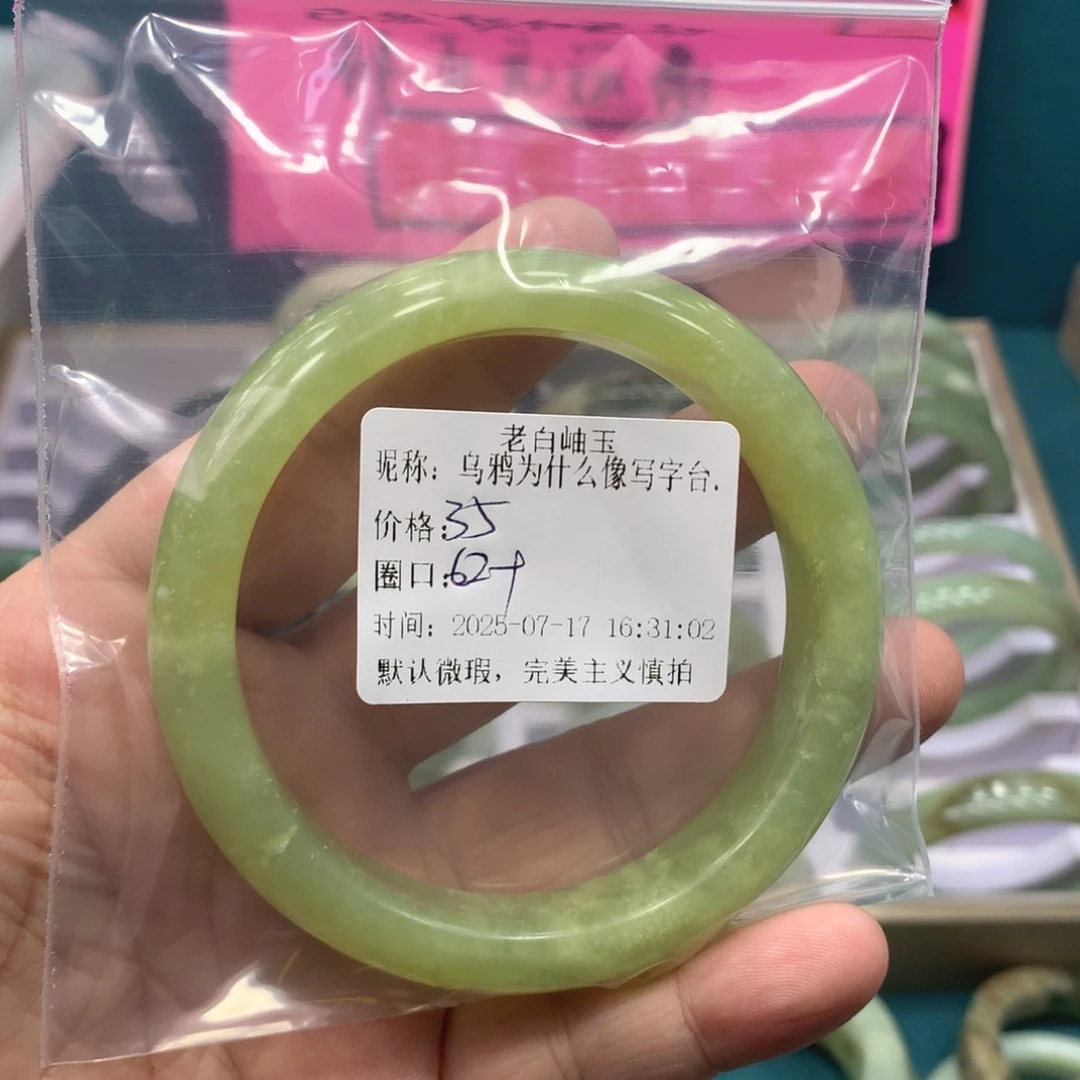 老白岫玉
昵称：乌鸦为什么像写字台.
价格:35
圈口:62+
时间：2025-07-17 16:31:02
默认微瑕，完美主义慎拍